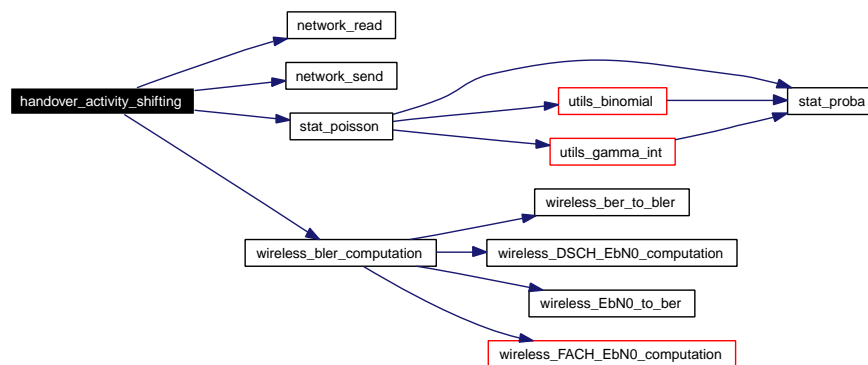 network_read
handover_activity_shifting
network_send
stat_poisson
utils_binomial
stat_proba
utils_gamma_int
wireless_bler_computation
wireless_ber_to_bler
wireless_DSCH_EbN0_computation
wireless_EbN0_to_ber
wireless_FACH_EbN0_computation